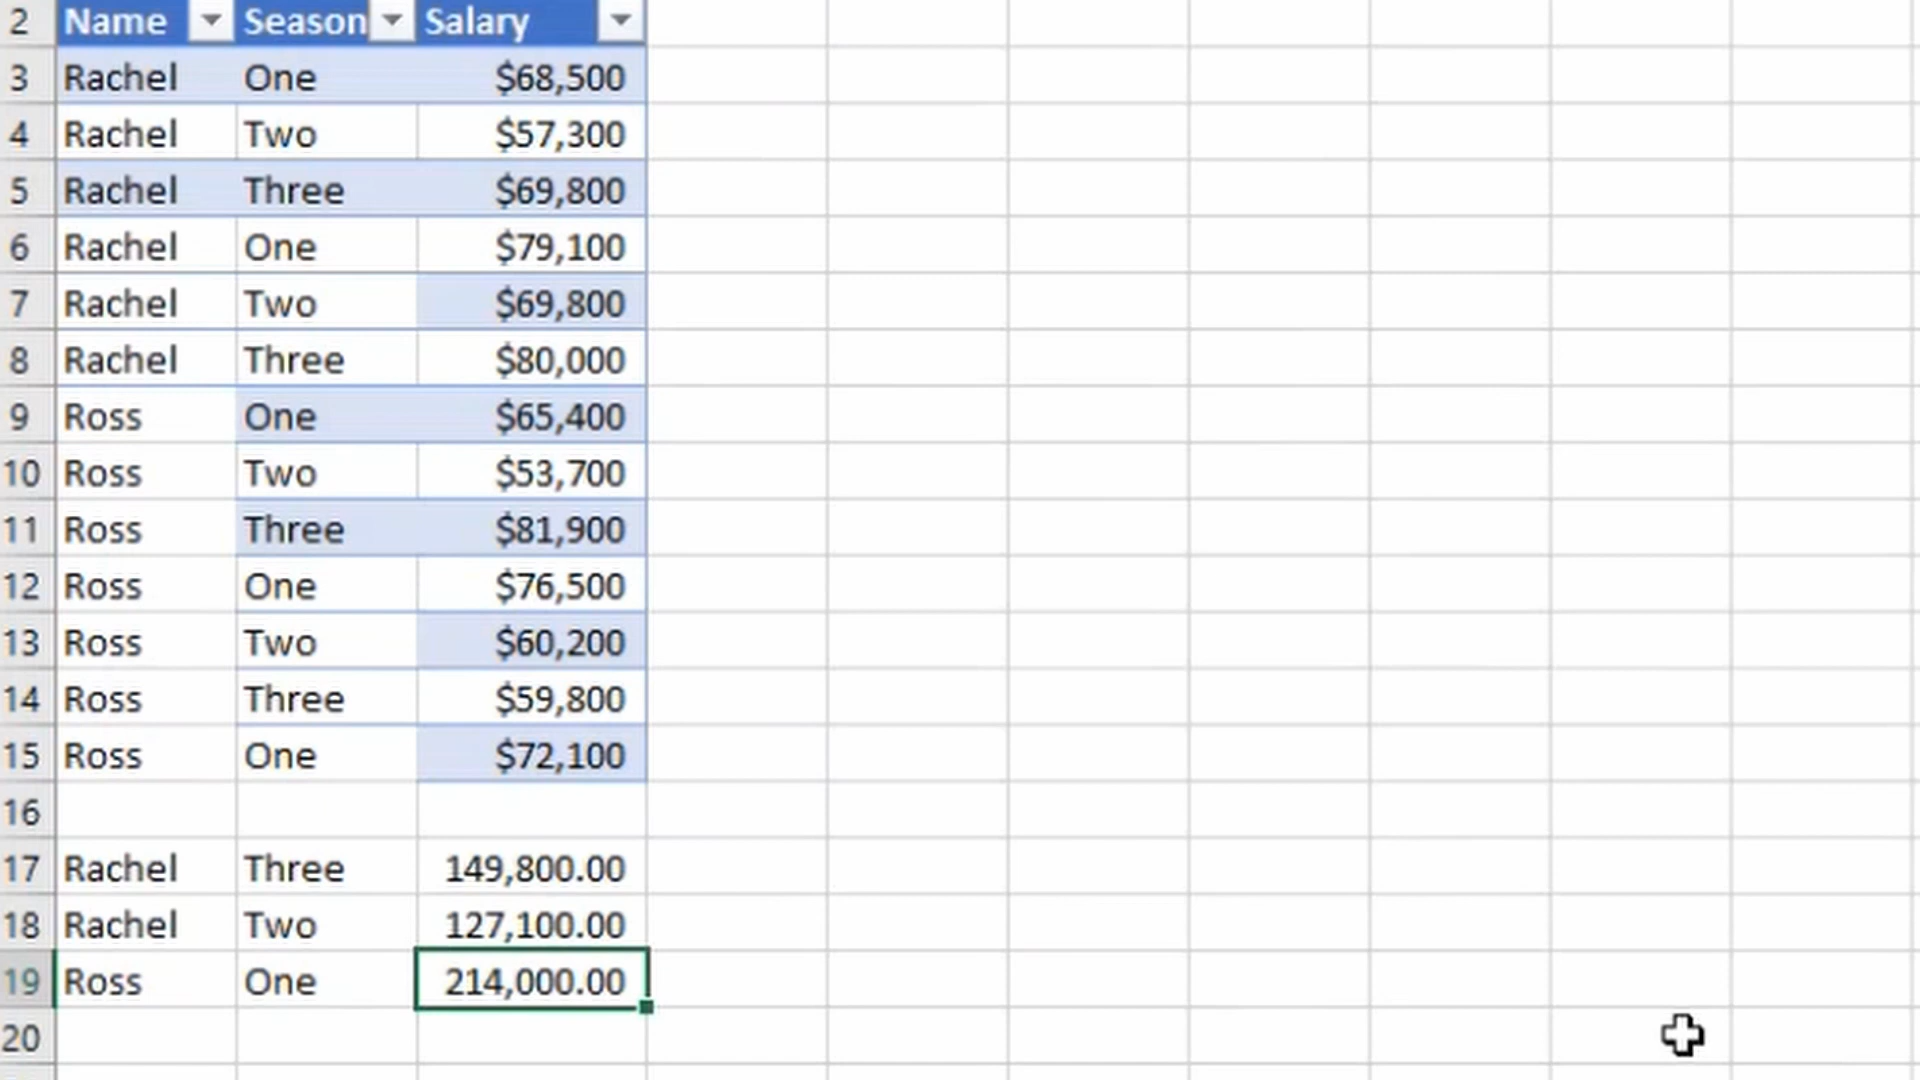 2 Name Season Salary
3 Rachel One $68,500
4 Rachel Two $57,300
5 Rachel Three $69,800
6 Rachel One $79,100
7 Rachel Two $69,800
8 Rachel Three $80,000
9 Ross One $65,400
10 Ross Two $53,700
11 Ross Three $81,900
12 Ross One $76,500
13 Ross Two $60,200
14 Ross Three $59,800
15 Ross One $72,100
16
17 Rachel Three 149,800.00
18 Rachel Two 127,100.00
19 Ross One 214,000.00
20